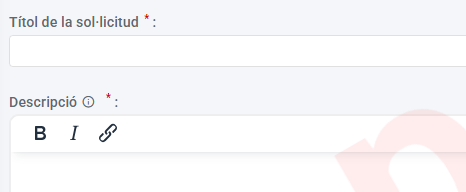 Títol de la sol·licitud * :
Descripció * :
B I